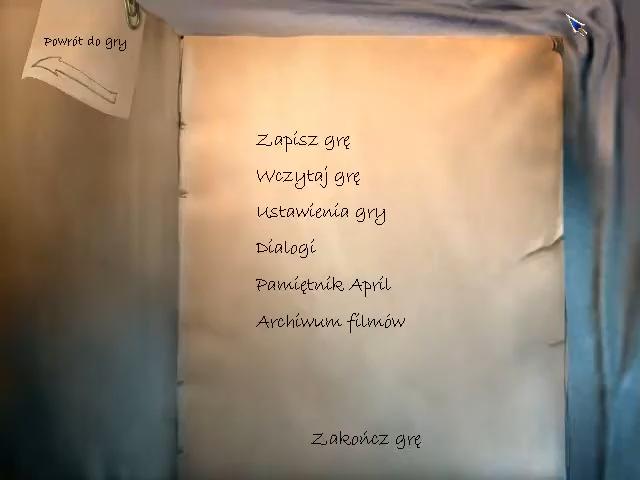 Powrót do gry
Zapisz grę
Wczytaj grę
Ustawienia gry
Dialogi
Pamiętnik April
Archiwum filmów
Zakończ grę